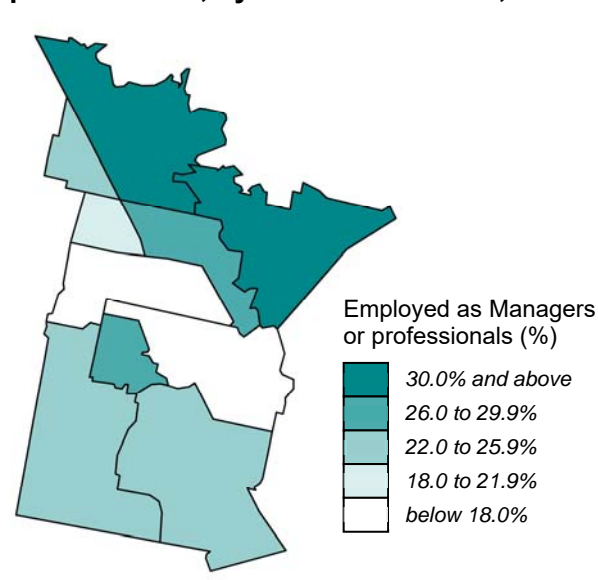 Employed as Managers
or professionals (%)
30.0% and above
26.0 to 29.9%
22.0 to 25.9%
18.0 to 21.9%
below 18.0%